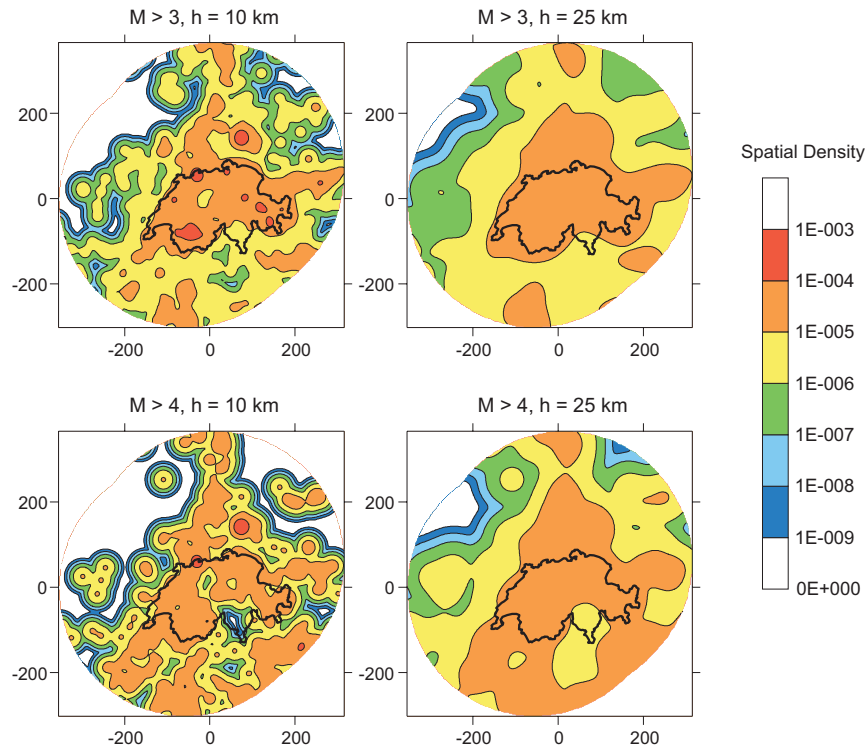 M > 3, h = 10 km
M > 3, h = 25 km
200
0
-200
-200
0
200
200
0
-200
-200
0
200
Spatial Density
1E-003
1E-004
1E-005
1E-006
1E-007
1E-008
1E-009
0E+000
M > 4, h = 10 km
M > 4, h = 25 km
200
0
-200
-200
0
200
200
0
-200
-200
0
200